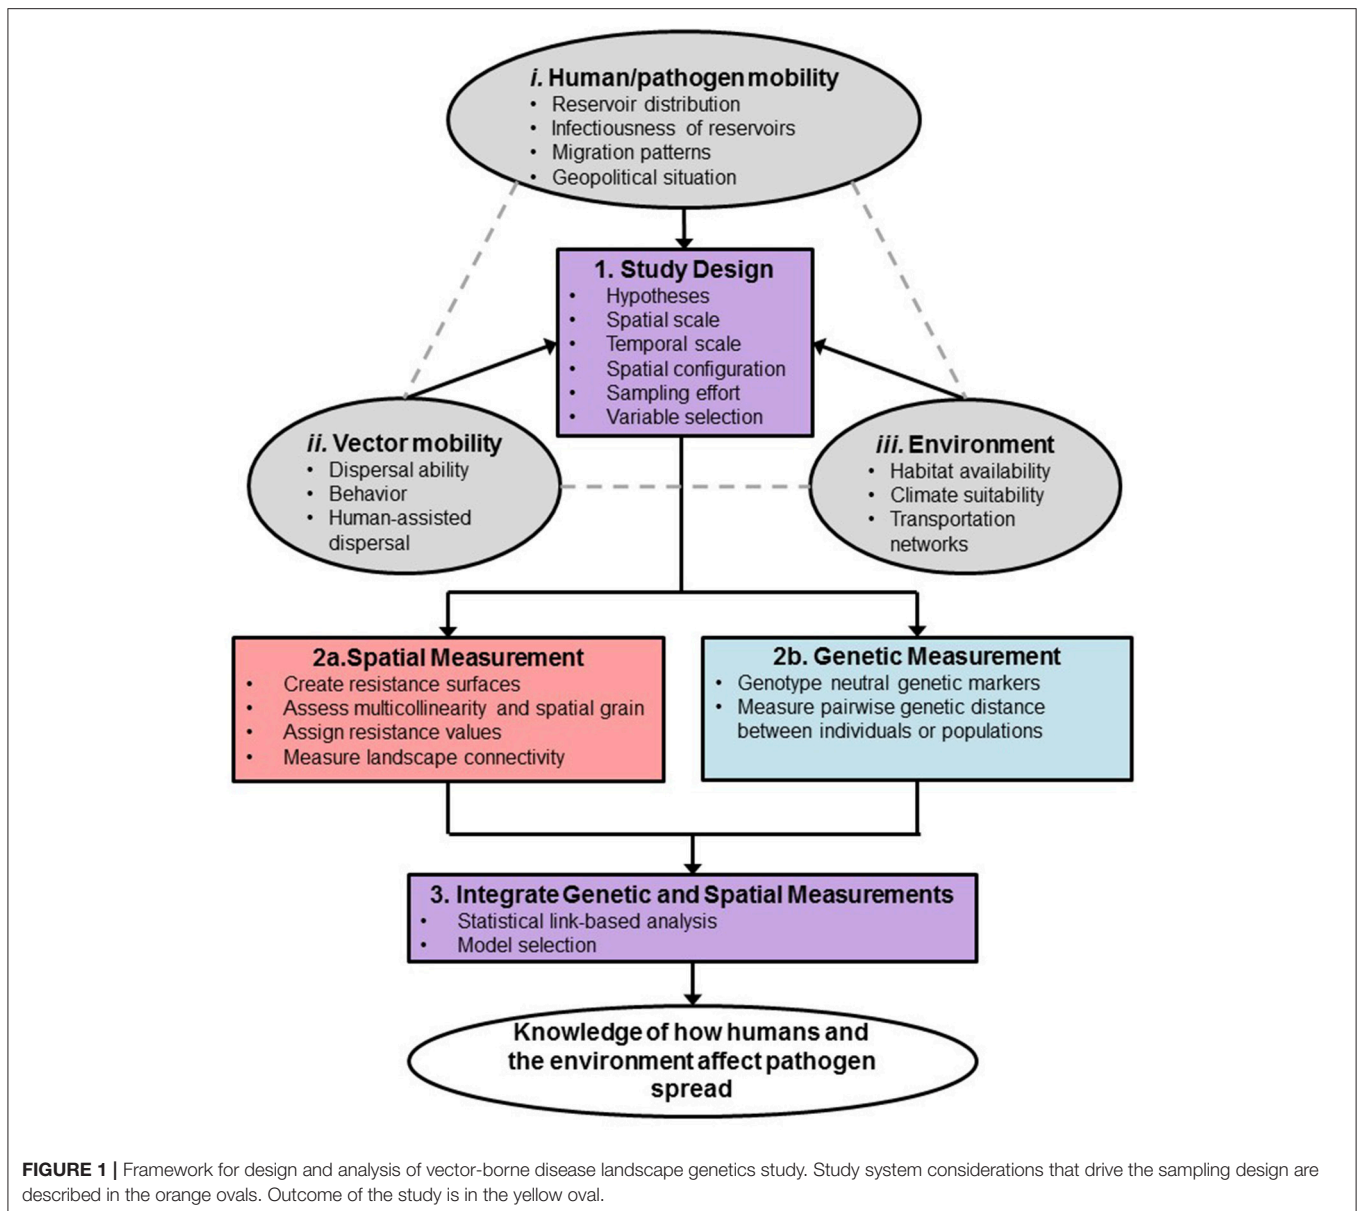 i. Human/pathogen mobility
• Reservoir distribution
• Infectiousness of reservoirs
• Migration patterns
• Geopolitical situation
1. Study Design
• Hypotheses
• Spatial scale
• Temporal scale
• Spatial configuration
• Sampling effort
• Variable selection
ii. Vector mobility
• Dispersal ability
• Behavior
• Human-assisted
dispersal
iii. Environment
• Habitat availability
• Climate suitability
• Transportation
networks
2a.Spatial Measurement
• Create resistance surfaces
• Assess multicollinearity and spatial grain
• Assign resistance values
• Measure landscape connectivity
2b. Genetic Measurement
• Genotype neutral genetic markers
• Measure pairwise genetic distance
between individuals or populations
3. Integrate Genetic and Spatial Measurements
• Statistical link-based analysis
• Model selection
Knowledge of how humans and
the environment affect pathogen
spread
FIGURE 1 | Framework for design and analysis of vector-borne disease landscape genetics study. Study system considerations that drive the sampling design are
described in the orange ovals. Outcome of the study is in the yellow oval.